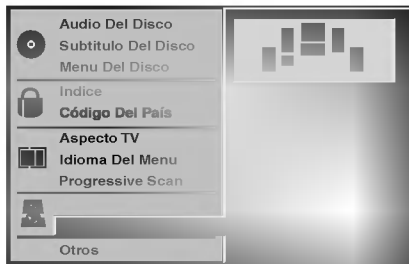 Audio Del Disco
Subtitulo Del Disco
Menu Del Disco
Indice
Código Del País
Aspecto TV
Idioma Del Menu
Progressive Scan
Otros